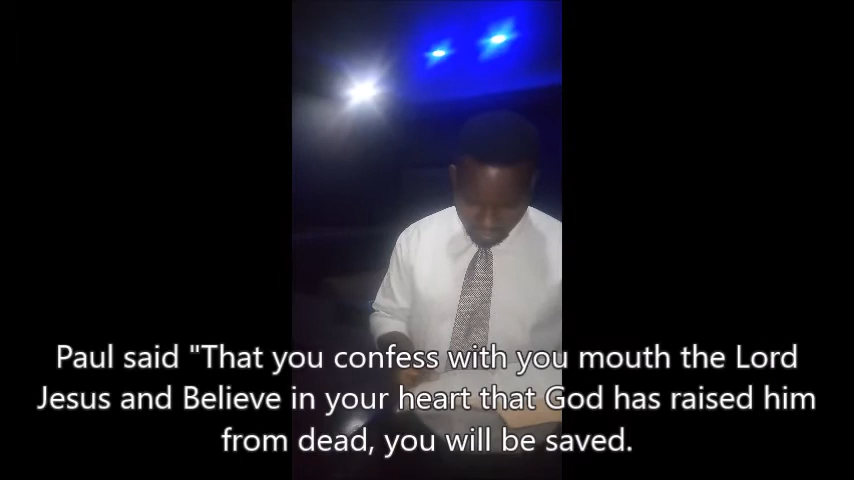 Paul said "That you confess with you mouth the Lord
Jesus and Believe in your heart that God has raised him
from dead, you will be saved.